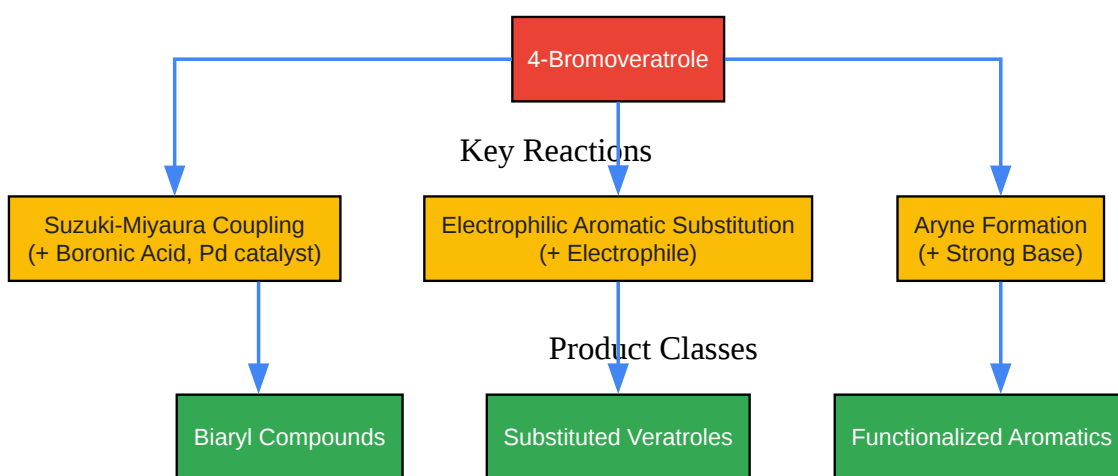 4-Bromoveratrole
Key Reactions
Suzuki-Miyaura Coupling
(+ Boronic Acid, Pd catalyst)
Electrophilic Aromatic Substitution
(+ Electrophile)
Aryne Formation
(+ Strong Base)
Product Classes
Biaryl Compounds
Substituted Veratroles
Functionalized Aromatics